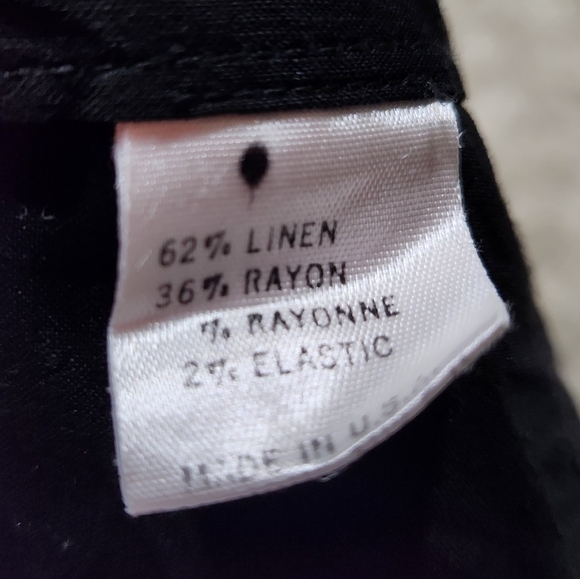 62% LINEN
36% RAYON
% RAYONNE
2% ELASTIC
MADE IN U.S.A